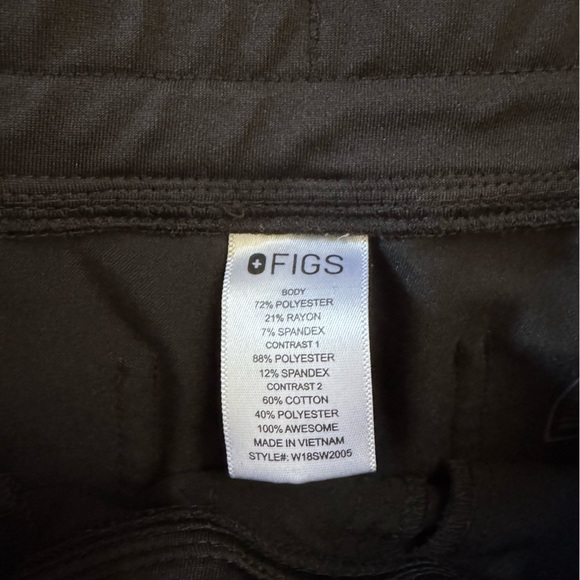 FIGS
BODY
72% POLYESTER
21% RAYON
7% SPANDEX
CONTRAST 1
88% POLYESTER
12% SPANDEX
CONTRAST 2
60% COTTON
40% POLYESTER
100% AWESOME
MADE IN VIETNAM
STYLE#: W18SW2005